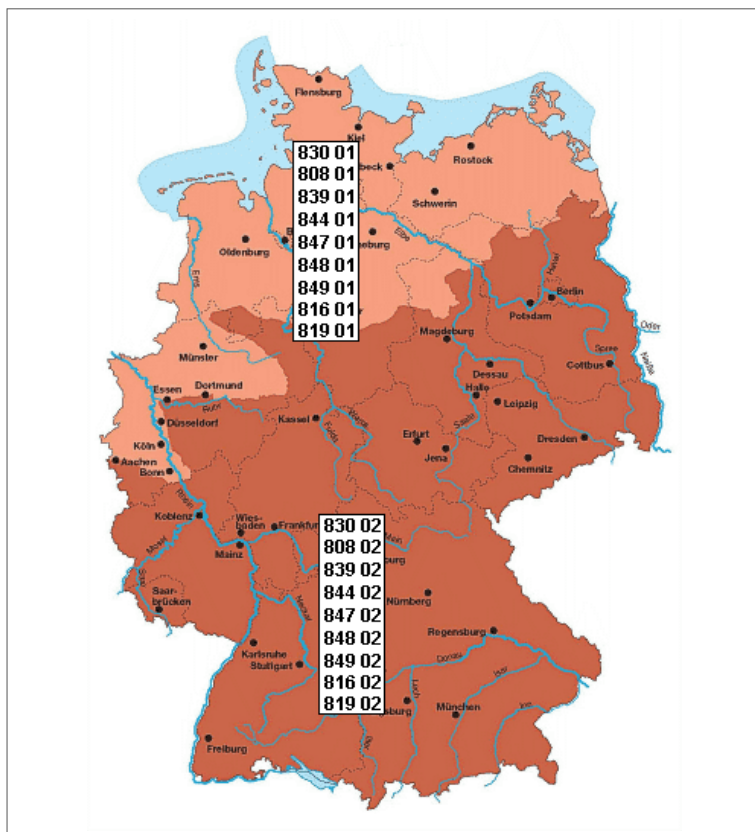 Flensburg
Kiel
Rostock
beck
Schwerin
830 01
808 01
839 01
844 01
847 01
848 01
849 01
816 01
819 01
Oldenburg
B
neburg
Elbe
Ems
Havel
Berlin
Potsdam
Oder
Neiße
Magdeburg
Münster
Spree
Cottbus
Dessau
Halle
Essen
Dortmund
Ruhr
Leipzig
Düsseldorf
Kassel
Werra
Fulda
Saale
Erfurt
Jena
Dresden
Chemnitz
Köln
Aachen
Bonn
Rhein
Koblenz
Wies-
baden
Frankfur
Main
Mainz
Mosel
Saar
830 02
808 02
839 02
844 02
847 02
848 02
849 02
816 02
819 02
burg
Nürnberg
Saar-
brücken
Neckar
Regensburg
Karlsruhe
Stuttgart
Donau
Isar
Lech
Inn
gsburg
München
Iller
Freiburg